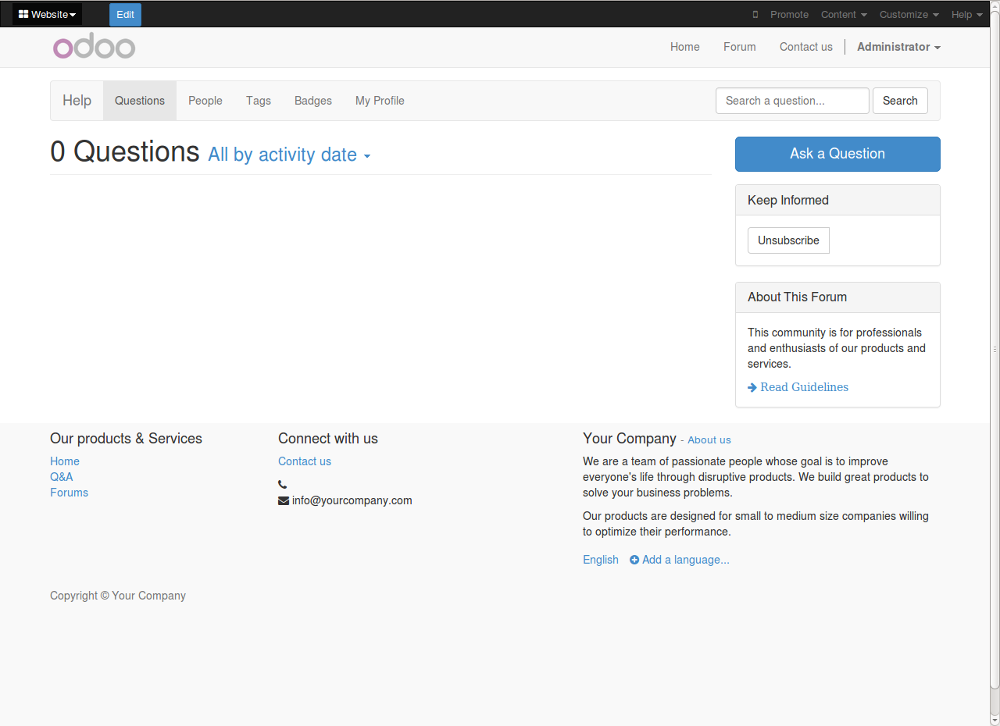 Website Edit Promote Content Customize Help
odoo Home Forum Contact us Administrator
Help Questions People Tags Badges My Profile Search a question... Search
0 Questions All by activity date
Ask a Question
Keep Informed
Unsubscribe
About This Forum
This community is for professionals
and enthusiasts of our products and
services.
Read Guidelines
Our products & Services
Home
Q&A
Forums
Connect with us
Contact us
info@yourcompany.com
Your Company - About us
We are a team of passionate people whose goal is to improve
everyone's life through disruptive products. We build great products to
solve your business problems.
Our products are designed for small to medium size companies willing
to optimize their performance.
English Add a language...
Copyright © Your Company